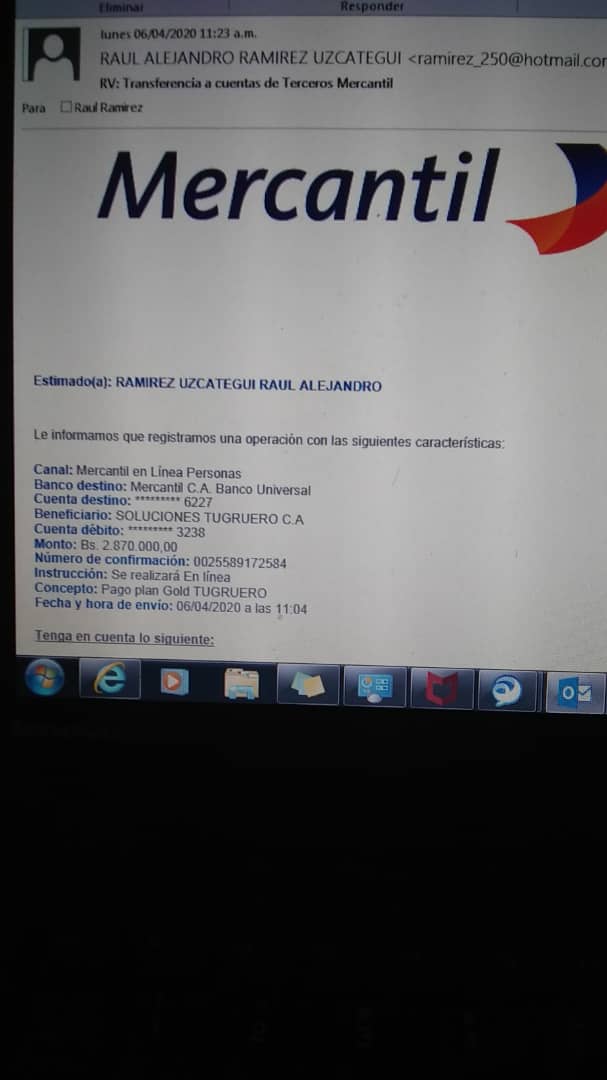 Eliminar Responder
lunes 06/04/2020 11:23 a.m.
RAUL ALEJANDRO RAMIREZ UZCATEGUI <ramirez_250@hotmail.cor
RV: Transferencia a cuentas de Terceros Mercantil
Para Raul Ramirez
Mercantil
Estimado(a): RAMIREZ UZCATEGUI RAUL ALEJANDRO
Le informamos que registramos una operación con las siguientes características:
Canal: Mercantil en Línea Personas
Banco destino: Mercantil C.A. Banco Universal
Cuenta destino: ********* 6227
Beneficiario: SOLUCIONES TUGRUERO C.A
Cuenta débito: ********* 3238
Monto: Bs. 2.870.000,00
Número de confirmación: 0025589172584
Instrucción: Se realizará En línea
Concepto: Pago plan Gold TUGRUERO
Fecha y hora de envío: 06/04/2020 a las 11:04
Tenga en cuenta lo siguiente: